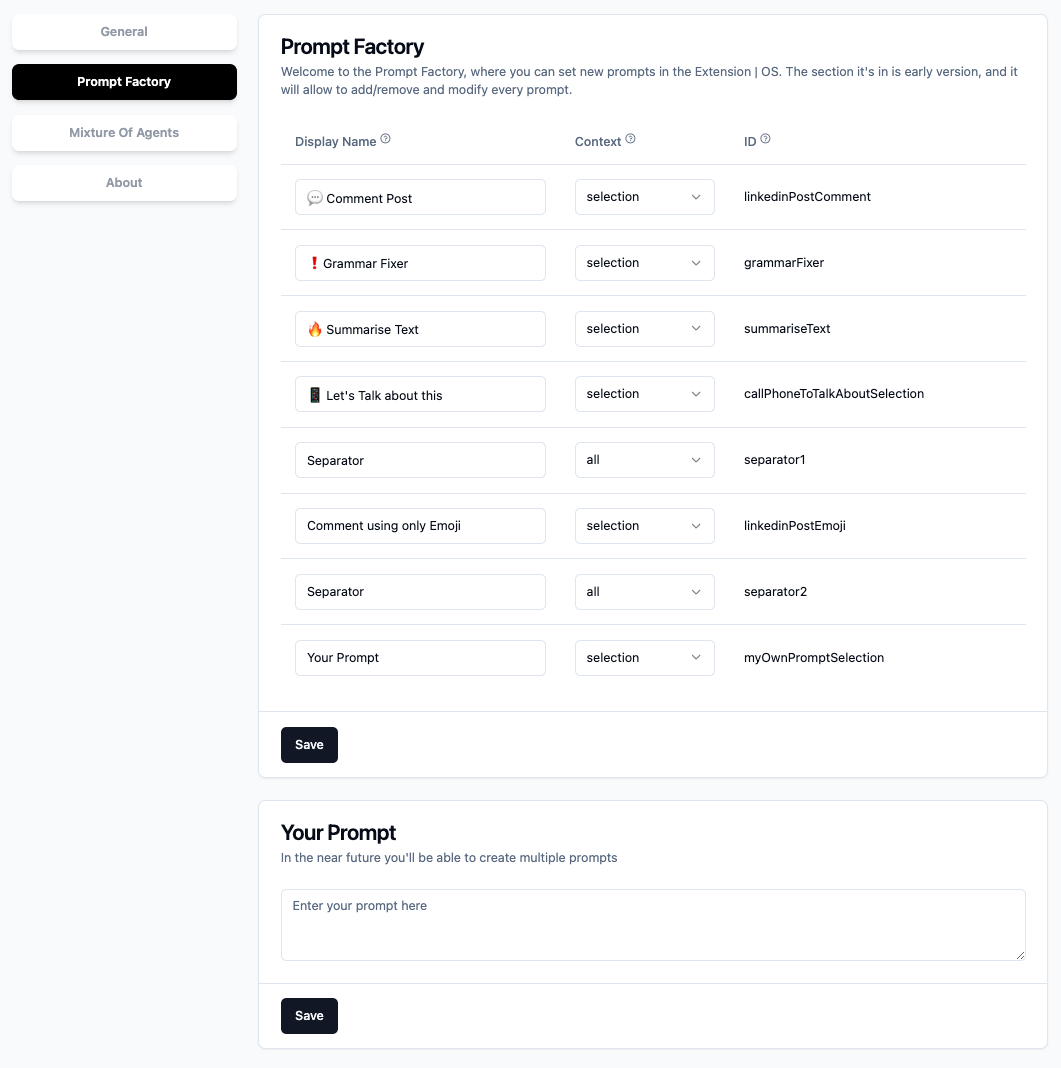 General
Prompt Factory
Mixture Of Agents
About
Prompt Factory
Welcome to the Prompt Factory, where you can set new prompts in the Extension | OS. The section it's in is early version, and it
will allow to add/remove and modify every prompt.
Display Name Context ID
💬 Comment Post selection linkedinPostComment
❗ Grammar Fixer selection grammarFixer
🔥 Summarise Text selection summariseText
📱 Let's Talk about this selection callPhoneToTalkAboutSelection
Separator all separator1
Comment using only Emoji selection linkedinPostEmoji
Separator all separator2
Your Prompt selection myOwnPromptSelection
Save
Your Prompt
In the near future you'll be able to create multiple prompts
Enter your prompt here
Save